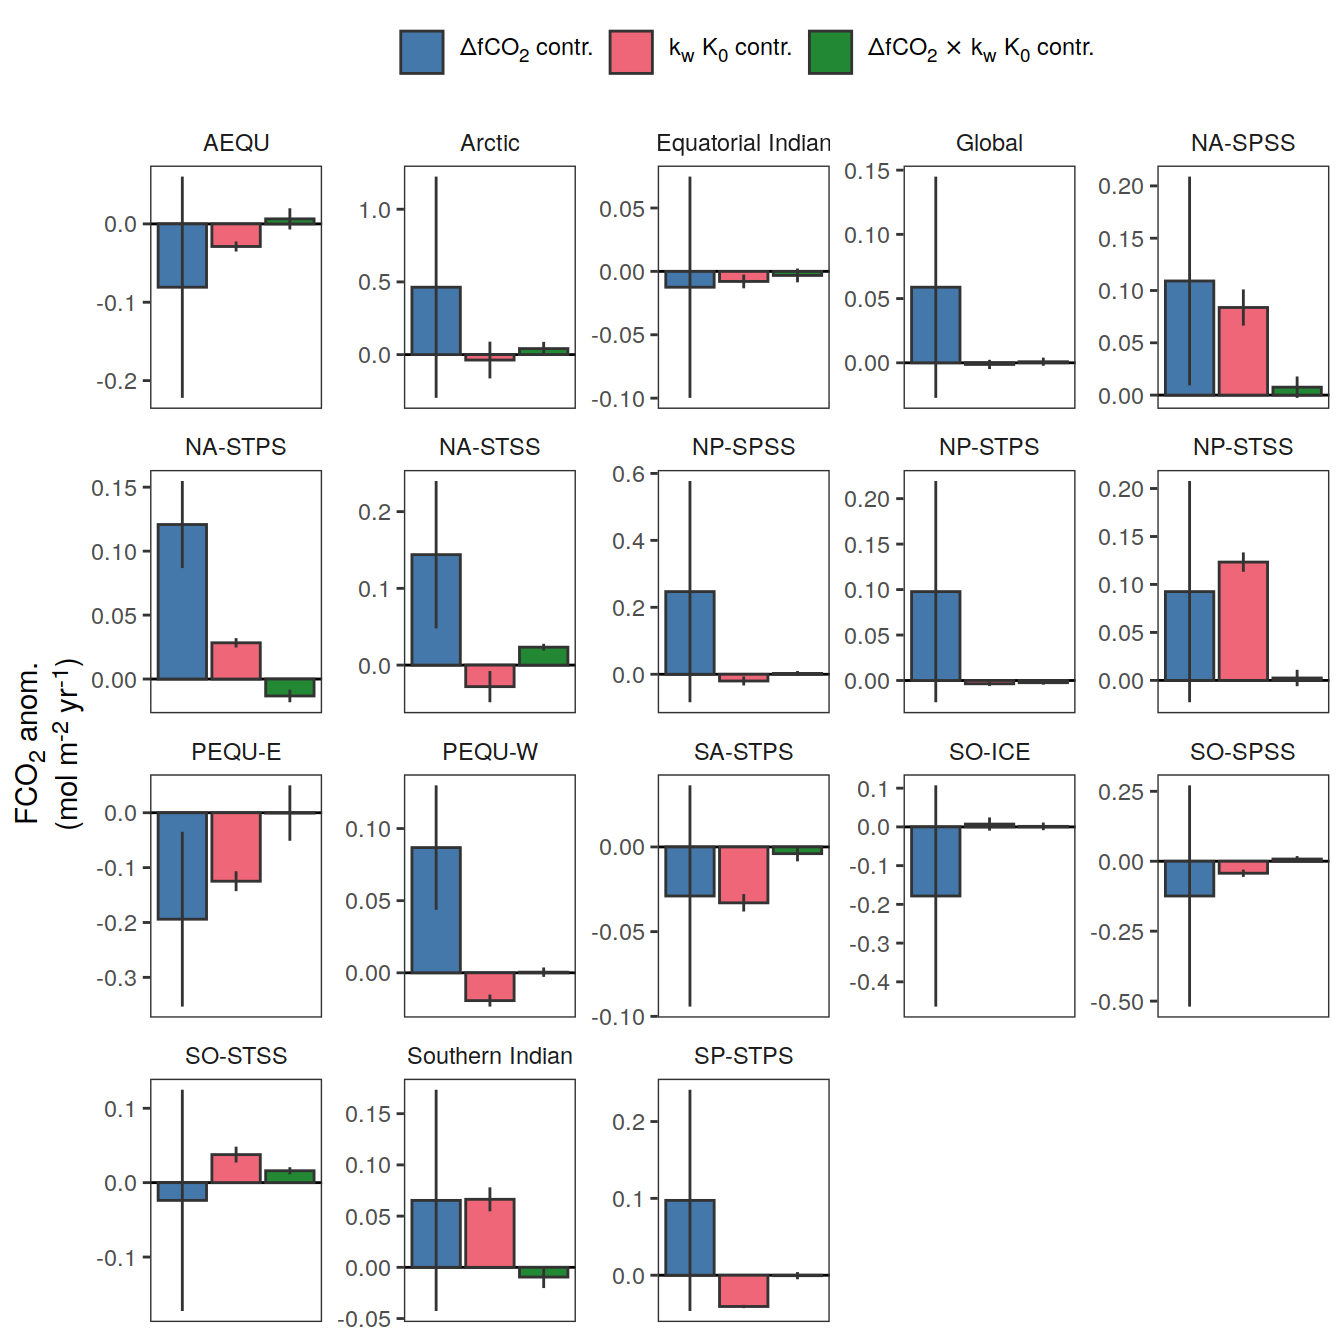 ΔfCO2 contr. kw K0 contr. ΔfCO2 × kw K0 contr.
AEQU Arctic Equatorial Indian Global NA-SPSS
0.0 -0.1 -0.2
1.0 0.5 0.0
0.05 0.00 -0.05 -0.10
0.15 0.10 0.05 0.00
0.20 0.15 0.10 0.05 0.00
NA-STPS NA-STSS NP-SPSS NP-STPS NP-STSS
0.15 0.10 0.05 0.00
0.2 0.1 0.0
0.6 0.4 0.2 0.0
0.20 0.15 0.10 0.05 0.00
0.20 0.15 0.10 0.05 0.00
FCO2 anom.
(mol m-2 yr-1)
PEQU-E PEQU-W SA-STPS SO-ICE SO-SPSS
0.0 -0.1 -0.2 -0.3
0.10 0.05 0.00
0.00 -0.05 -0.10
0.1 0.0 -0.1 -0.2 -0.3 -0.4
0.25 0.00 -0.25 -0.50
SO-STSS Southern Indian SP-STPS
0.1 0.0 -0.1
0.15 0.10 0.05 0.00 -0.05
0.2 0.1 0.0